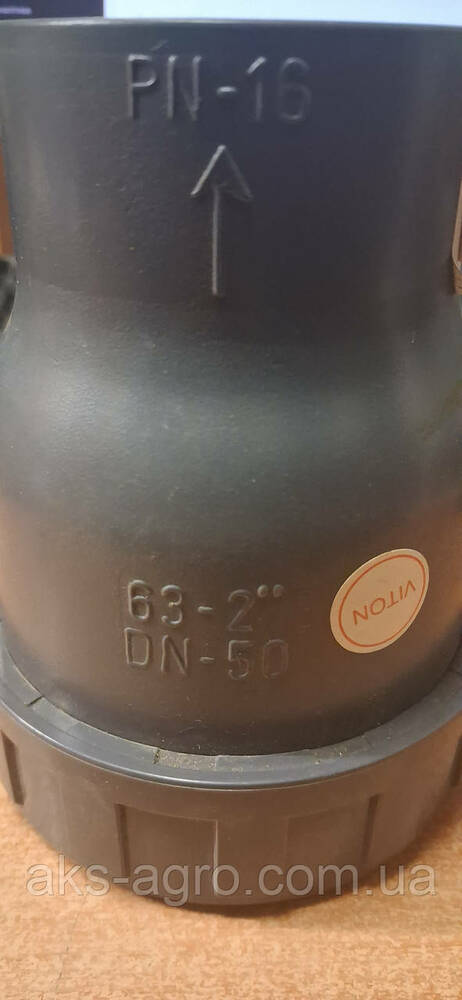 PN-16
63-2"
DN-50
VITON
aks-agro.com.ua